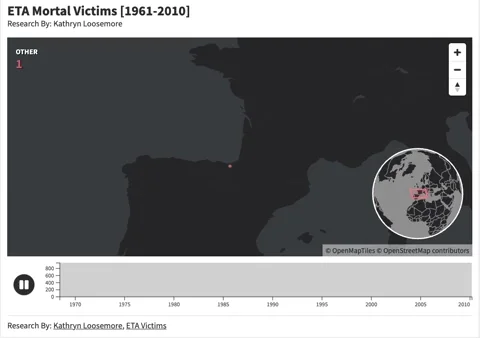 ETA Mortal Victims [1961-2010]
Research By: Kathryn Loosemore
OTHER
1
© OpenMapTiles © OpenStreetMap contributors
800
600
400
200
0
1970 1975 1980 1985 1990 1995 2000 2005 2010
Research By: Kathryn Loosemore, ETA Victims